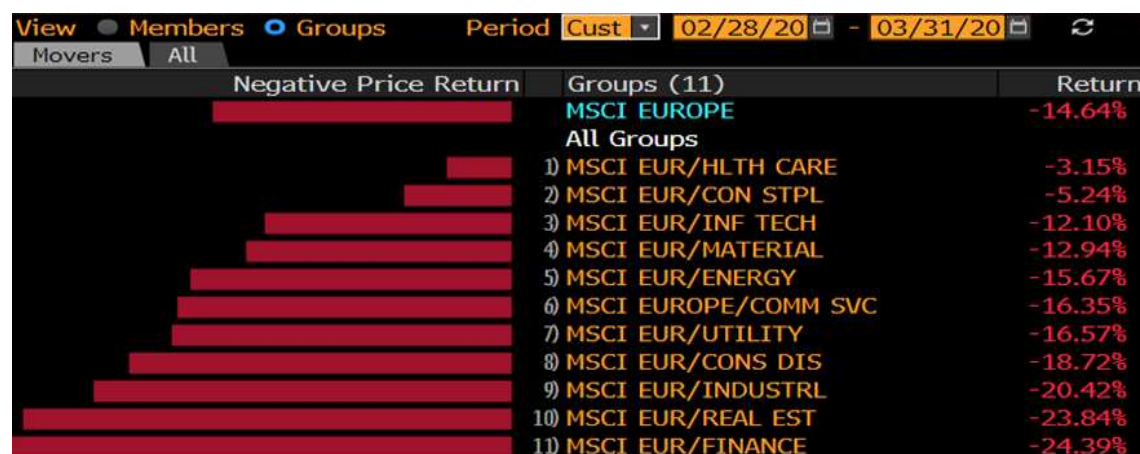 View Members Groups Period Cust 02/28/20 - 03/31/20
Movers All
Negative Price Return Groups (11) Return
MSCI EUROPE -14.64%
All Groups
1) MSCI EUR/HLTH CARE -3.15%
2) MSCI EUR/CON STPL -5.24%
3) MSCI EUR/INF TECH -12.10%
4) MSCI EUR/MATERIAL -12.94%
5) MSCI EUR/ENERGY -15.67%
6) MSCI EUROPE/COMM SVC -16.35%
7) MSCI EUR/UTILITY -16.57%
8) MSCI EUR/CONS DIS -18.72%
9) MSCI EUR/INDUSTRL -20.42%
10) MSCI EUR/REAL EST -23.84%
11) MSCI EUR/FINANCE -24.39%